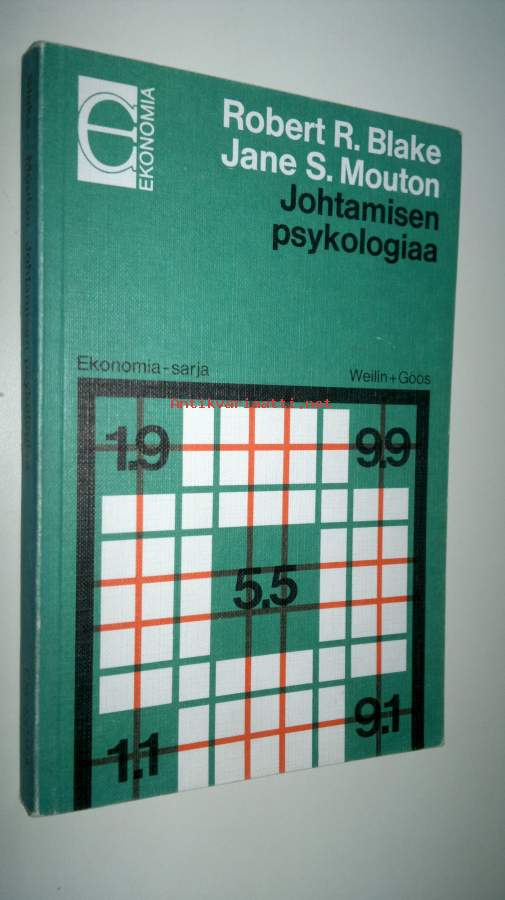 EKONOMIA
Robert R. Blake
Jane S. Mouton
Johtamisen
psykologiaa
Ekonomia-sarja
Weilin+Göös
Antikvariaatti.net
1.9
9.9
5.5
1.1
9.1